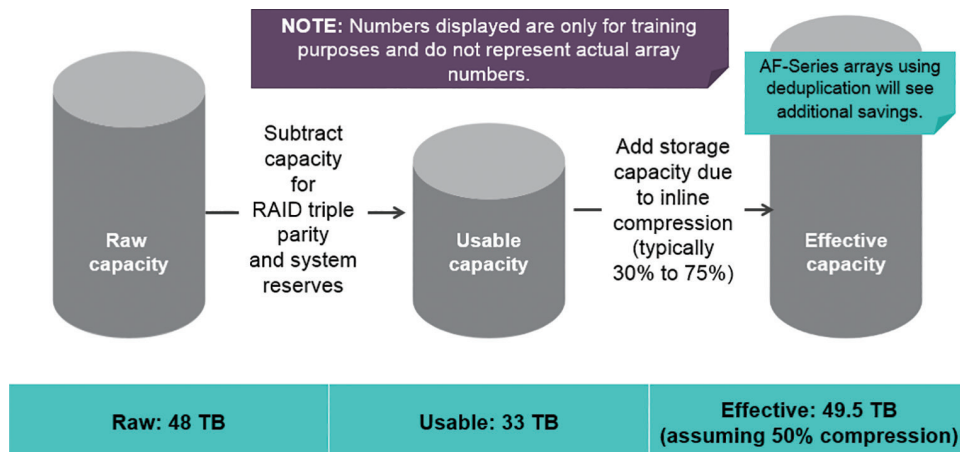 NOTE: Numbers displayed are only for training
purposes and do not represent actual array
numbers.
AF-Series arrays using
deduplication will see
additional savings.
Raw
capacity
Subtract
capacity
for
RAID triple
parity
and system
reserves
Usable
capacity
Add storage
capacity due
to inline
compression
(typically
30% to 75%)
Effective
capacity
Raw: 48 TB
Usable: 33 TB
Effective: 49.5 TB
(assuming 50% compression)